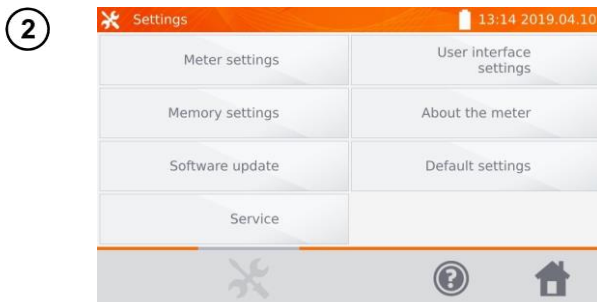 2
Settings
13:14 2019.04.10
Meter settings
User interface
settings
Memory settings
About the meter
Software update
Default settings
Service
?